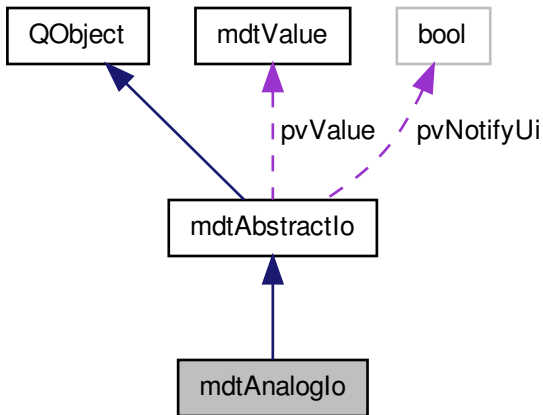 QObject
mdtValue
bool
pvValue
pvNotifyUi
mdtAbstractIo
mdtAnalogIo